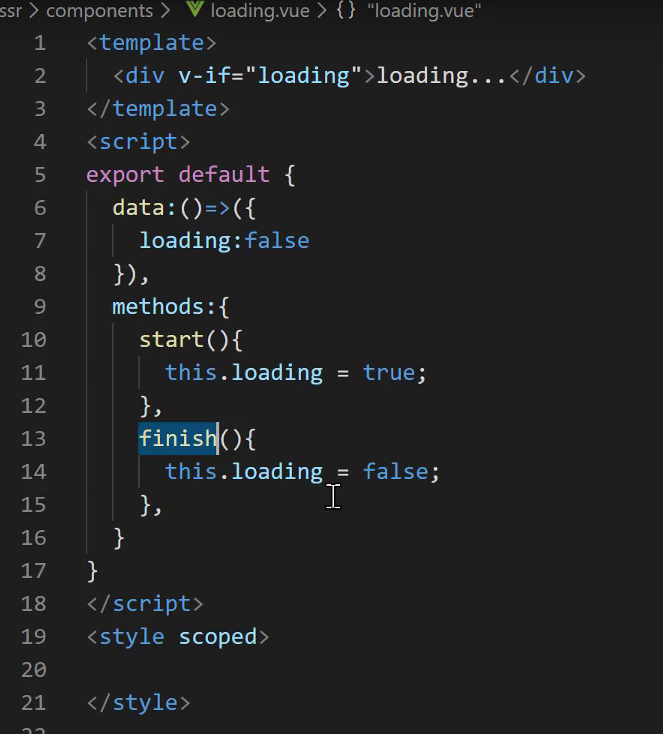 ssr > components > loading.vue > {} "loading.vue"
1 <template>
2 <div v-if="loading">loading...</div>
3 </template>
4 <script>
5 export default {
6 data:()=>({
7 loading:false
8 }),
9 methods:{
10 start(){
11 this.loading = true;
12 },
13 finish(){
14 this.loading = false;
15 },
16 }
17 }
18 </script>
19 <style scoped>
20
21 </style>
22